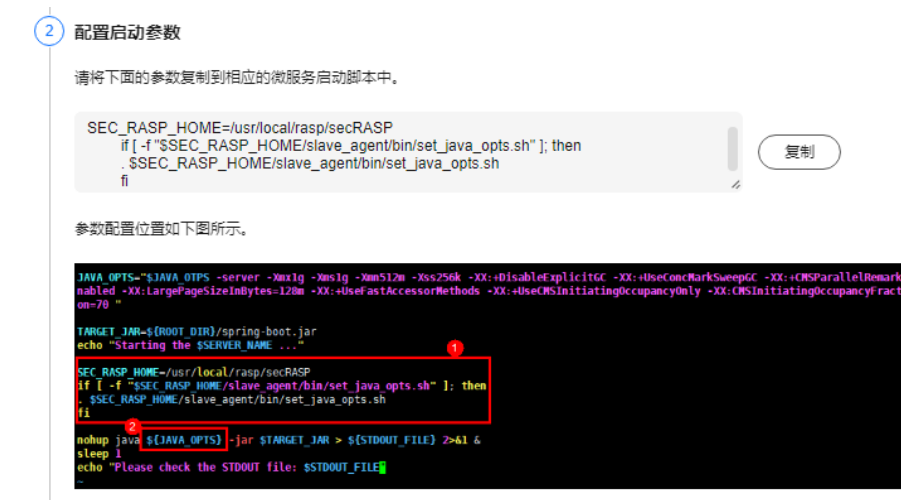 2
配置启动参数
请将下面的参数复制到相应的微服务启动脚本中。
SEC_RASP_HOME=/usr/local/rasp/secRASP
if [ -f "$SEC_RASP_HOME/slave_agent/bin/set_java_opts.sh" ]; then
. $SEC_RASP_HOME/slave_agent/bin/set_java_opts.sh
fi
复制
参数配置位置如下图所示。
JAVA_OPTS="$JAVA_OTPS -server -Xmx1g -Xms1g -Xmn512m -Xss256k -XX:+DisableExplicitGC -XX:+UseConcMarkSweepGC -XX:+CMSParallelRemark
nabled -XX:LargePageSizeInBytes=128m -XX:+UseFastAccessorMethods -XX:+UseCMSInitiatingOccupancyOnly -XX:CMSInitiatingOccupancyFract
on=70 "
TARGET_JAR=${ROOT_DIR}/spring-boot.jar
echo "Starting the $SERVER_NAME ..."
1
SEC_RASP_HOME=/usr/local/rasp/secRASP
if [ -f "$SEC_RASP_HOME/slave_agent/bin/set_java_opts.sh" ]; then
. $SEC_RASP_HOME/slave_agent/bin/set_java_opts.sh
fi
2
nohup java ${JAVA_OPTS} -jar $TARGET_JAR > ${STDOUT_FILE} 2>&1 &
sleep 1
echo "Please check the STDOUT file: $STDOUT_FILE"
~